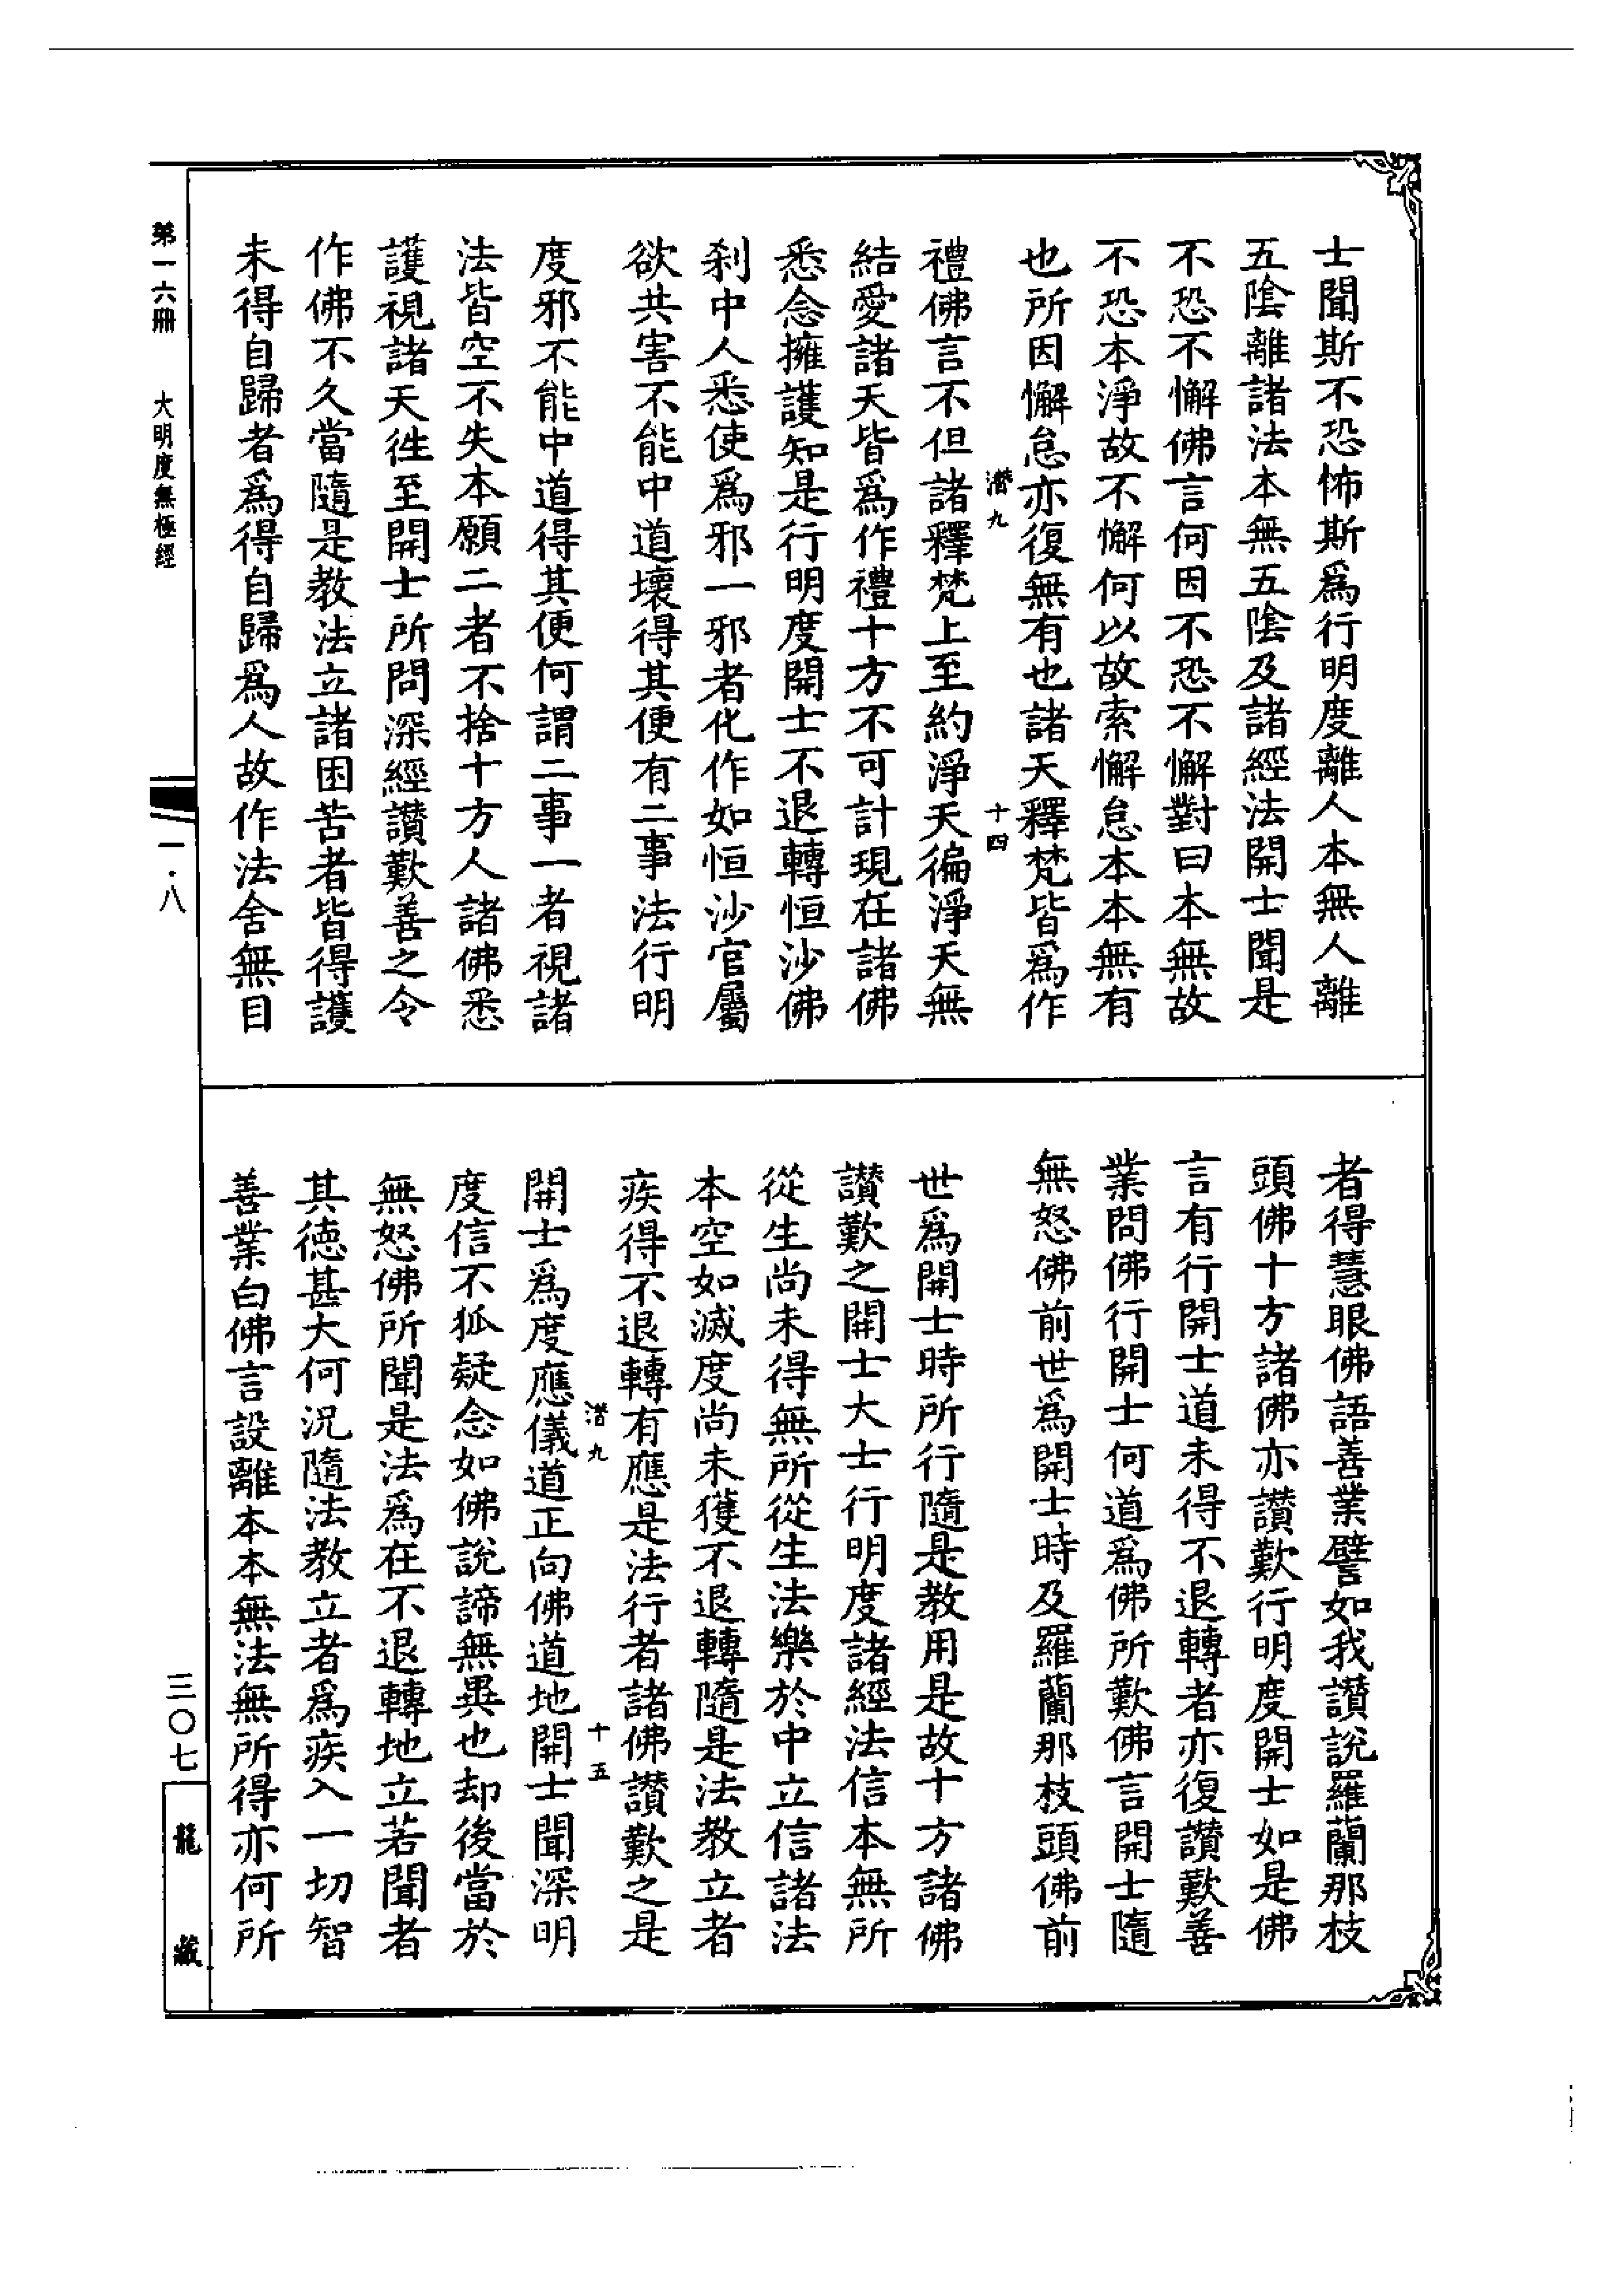 士聞斯不恐怖斯爲行明度離人本無人離
五陰離諸法本無五陰及諸經法開士聞是
不恐不懈佛言何因不恐不懈對曰本無故
不恐本淨故不懈何以故索懈怠本本無有
也所因懈怠亦復無有也諸天釋梵皆爲作
潜九 十四
禮佛言不但諸釋梵上至約淨天徧淨天無
結愛諸天皆爲作禮十方不可計現在諸佛
悉念擁護知是行明度開士不退轉恒沙佛
刹中人悉使爲邪一邪者化作如恒沙官屬
欲共害不能中道壞得其便有二事法行明
度邪不能中道得其便何謂二事一者視諸
法皆空不失本願二者不捨十方人諸佛悉
護視諸天徃至開士所問深經讚歎善之令
作佛不久當隨是教法立諸困苦者皆得護
未得自歸者爲得自歸爲人故作法舍無目
者得慧眼佛語善業譬如我讃說羅蘭那枝
頭佛十方諸佛亦讃歎行明度開士如是佛
言有行開士道未得不退轉者亦復讃歎善
業問佛行開士何道爲佛所歎佛言開士隨
無怒佛前世爲開士時及羅蘭那枝頭佛前
世爲開士時所行隨是教用是故十方諸佛
讃歎之開士大士行明度諸經法信本無所
從生尚未得無所從生法樂於中立信諸法
本空如滅度尚未獲不退轉隨是法教立者
疾得不退轉有應是法行者諸佛讃歎之是
潜九 十五
開士爲度應儀道正向佛道地開士聞深明
度信不狐疑念如佛說諦無異也却後當於
無怒佛所聞是法爲在不退轉地立若聞者
其德甚大何況隨法教立者爲疾入一切智
善業白佛言設離本本無法無所得亦何所
第一六冊 大明度無極經
一·八
三〇七
龍藏